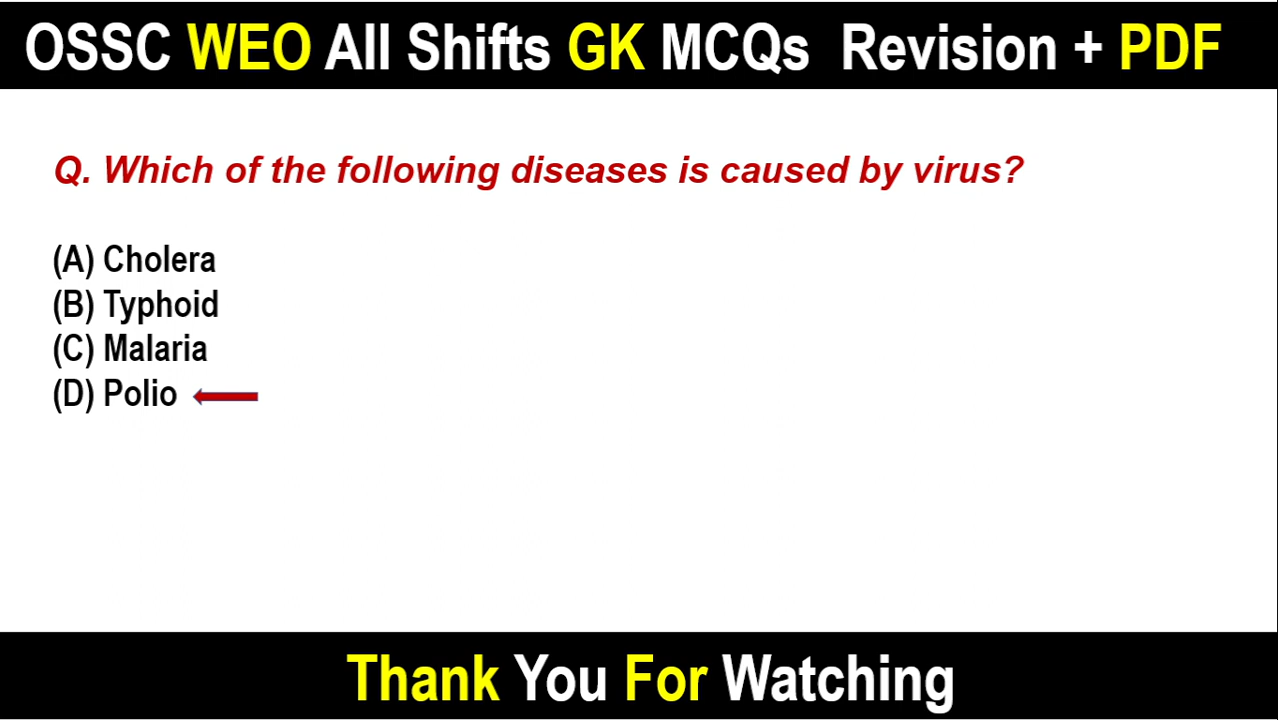 OSSC WEO All Shifts GK MCQs Revision + PDF
Q. Which of the following diseases is caused by virus?
(A) Cholera
(B) Typhoid
(C) Malaria
(D) Polio
Thank You For Watching